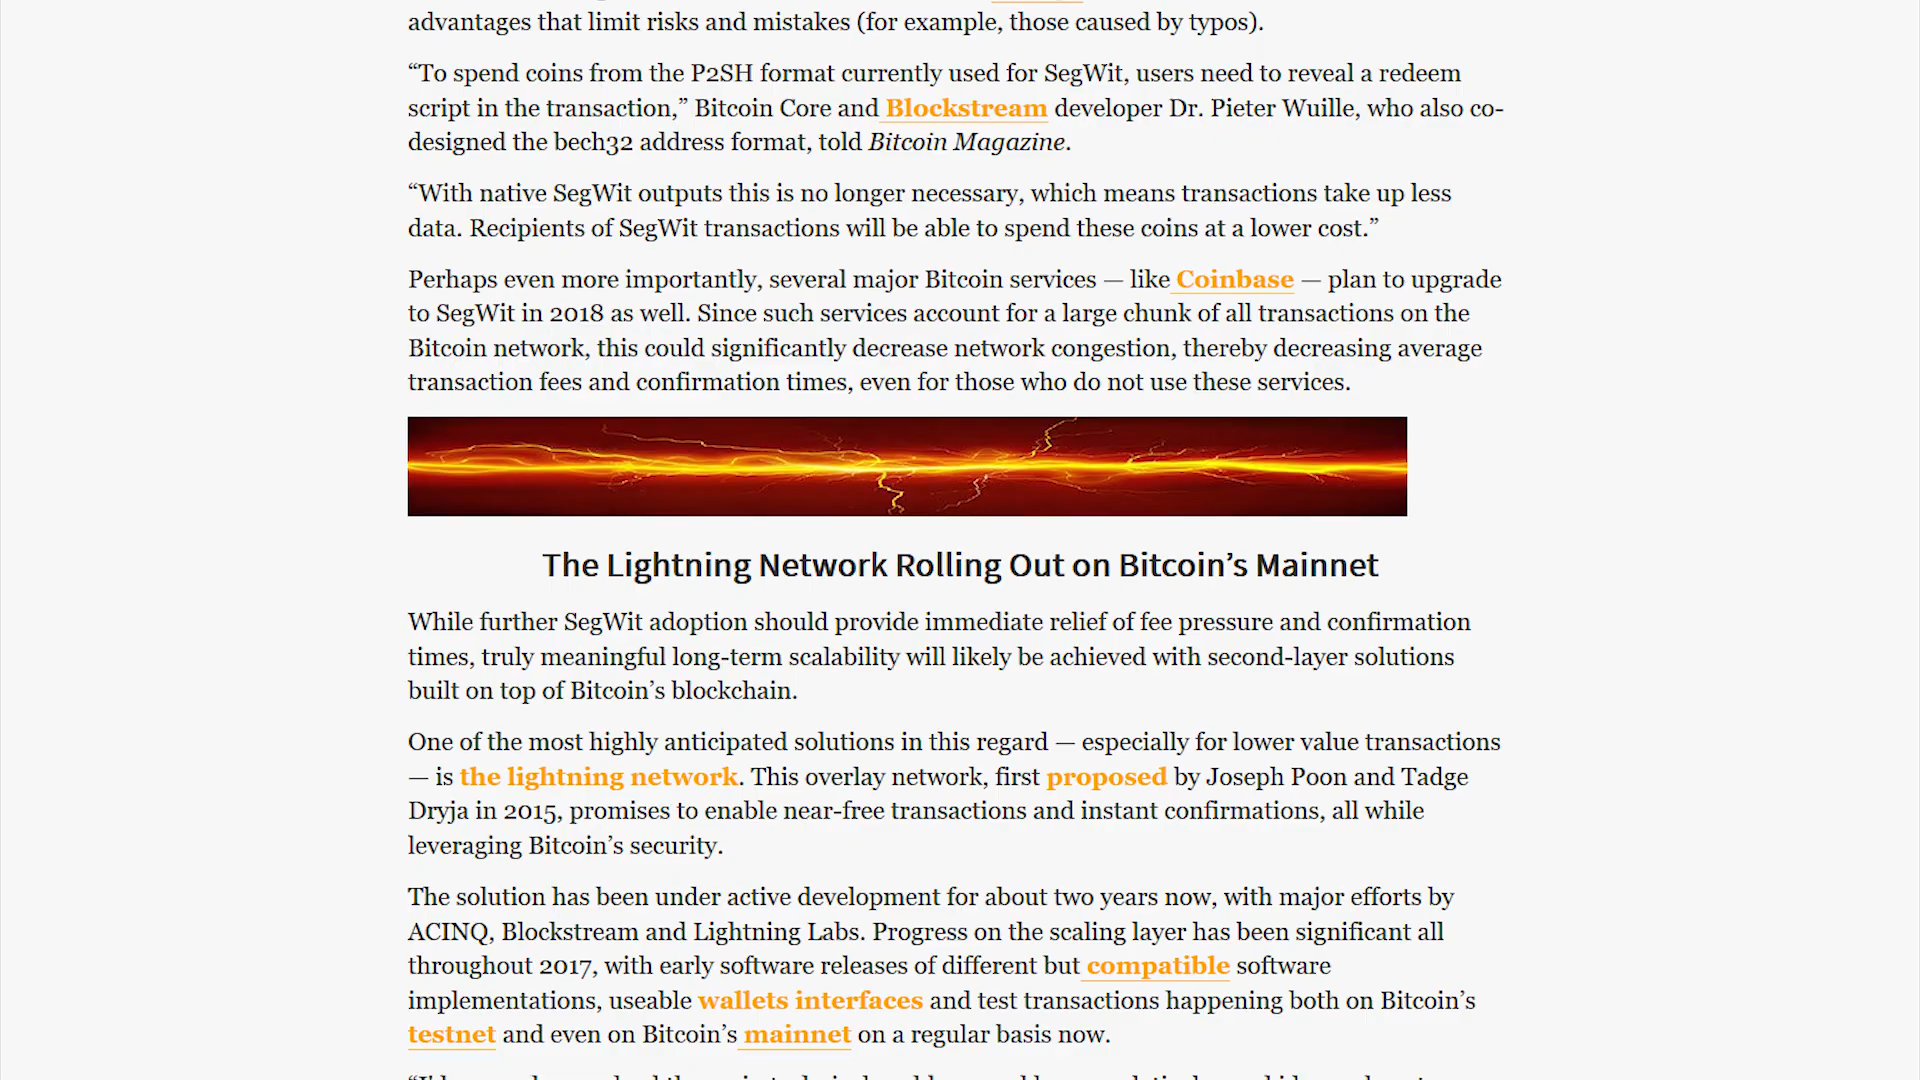 advantages that limit risks and mistakes (for example, those caused by typos).
“To spend coins from the P2SH format currently used for SegWit, users need to reveal a redeem
script in the transaction,” Bitcoin Core and Blockstream developer Dr. Pieter Wuille, who also co-
designed the bech32 address format, told Bitcoin Magazine.
“With native SegWit outputs this is no longer necessary, which means transactions take up less
data. Recipients of SegWit transactions will be able to spend these coins at a lower cost.”
Perhaps even more importantly, several major Bitcoin services — like Coinbase — plan to upgrade
to SegWit in 2018 as well. Since such services account for a large chunk of all transactions on the
Bitcoin network, this could significantly decrease network congestion, thereby decreasing average
transaction fees and confirmation times, even for those who do not use these services.
The Lightning Network Rolling Out on Bitcoin’s Mainnet
While further SegWit adoption should provide immediate relief of fee pressure and confirmation
times, truly meaningful long-term scalability will likely be achieved with second-layer solutions
built on top of Bitcoin’s blockchain.
One of the most highly anticipated solutions in this regard — especially for lower value transactions
— is the lightning network. This overlay network, first proposed by Joseph Poon and Tadge
Dryja in 2015, promises to enable near-free transactions and instant confirmations, all while
leveraging Bitcoin’s security.
The solution has been under active development for about two years now, with major efforts by
ACINQ, Blockstream and Lightning Labs. Progress on the scaling layer has been significant all
throughout 2017, with early software releases of different but compatible software
implementations, useable wallets interfaces and test transactions happening both on Bitcoin’s
testnet and even on Bitcoin’s mainnet on a regular basis now.